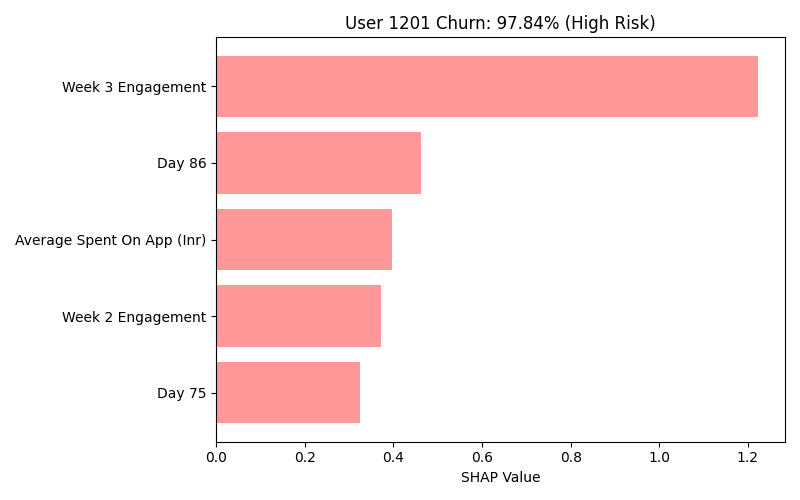 User 1201 Churn: 97.84% (High Risk)
Week 3 Engagement
Day 86
Average Spent On App (Inr)
Week 2 Engagement
Day 75
0.0 0.2 0.4 0.6 0.8 1.0 1.2
SHAP Value